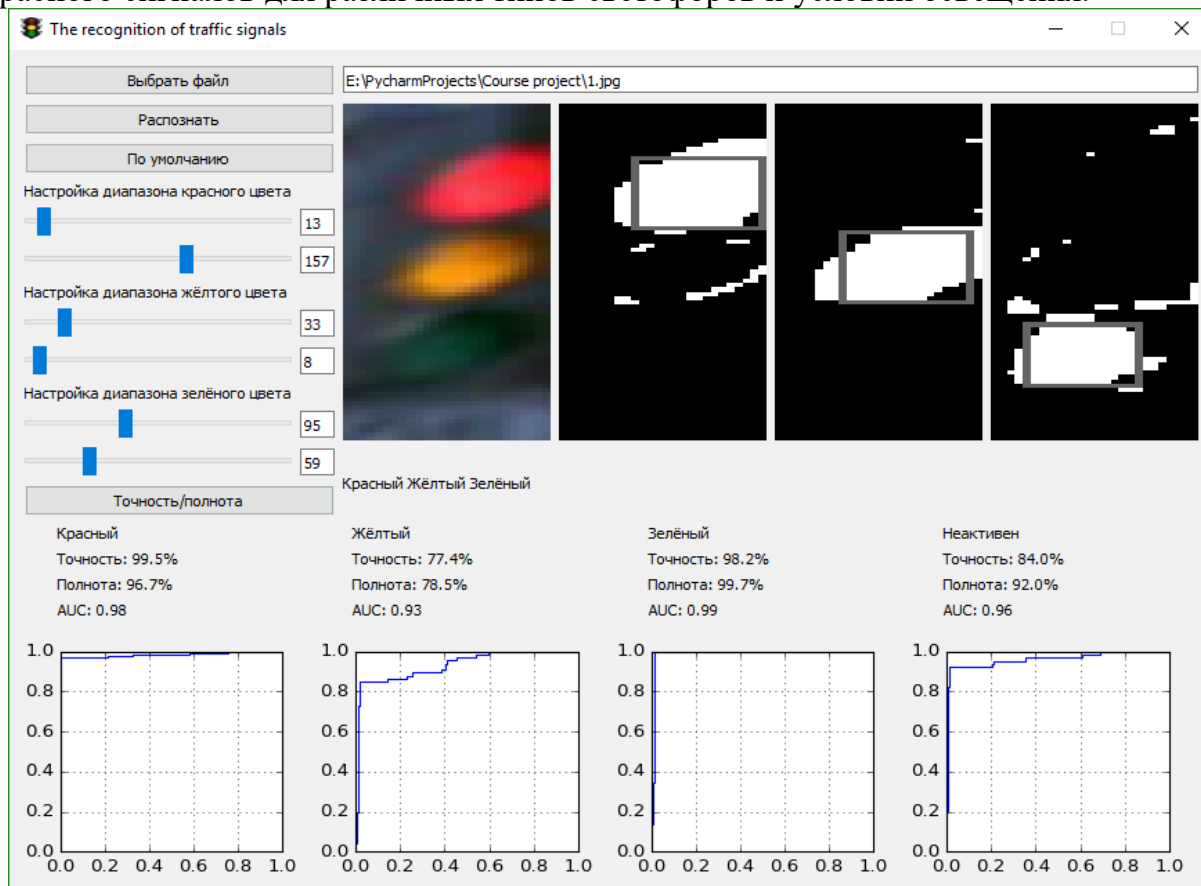 сигналов для различных типов светофоров и условий освещения.
The recognition of traffic signals
Выбрать файл
E:\PycharmProjects\Course project\1.jpg
Распознать
По умолчанию
Настройка диапазона красного цвета
13
157
Настройка диапазона жёлтого цвета
33
8
Настройка диапазона зелёного цвета
95
59
Точность/полнота
Красный Жёлтый Зелёный
Красный
Точность: 99.5%
Полнота: 96.7%
AUC: 0.98
Жёлтый
Точность: 77.4%
Полнота: 78.5%
AUC: 0.93
Зелёный
Точность: 98.2%
Полнота: 99.7%
AUC: 0.99
Неактивен
Точность: 84.0%
Полнота: 92.0%
AUC: 0.96
1.0
0.8
0.6
0.4
0.2
0.0
0.0 0.2 0.4 0.6 0.8 1.0
1.0
0.8
0.6
0.4
0.2
0.0
0.0 0.2 0.4 0.6 0.8 1.0
1.0
0.8
0.6
0.4
0.2
0.0
0.0 0.2 0.4 0.6 0.8 1.0
1.0
0.8
0.6
0.4
0.2
0.0
0.0 0.2 0.4 0.6 0.8 1.0